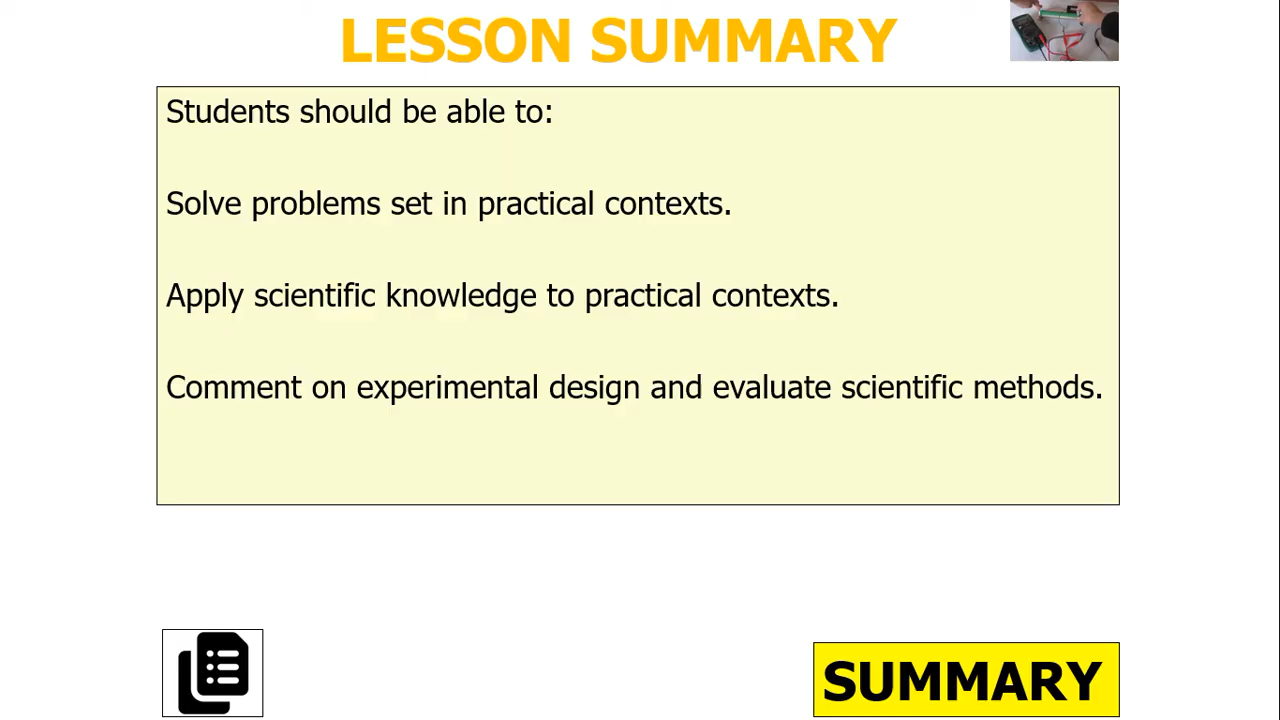 LESSON SUMMARY
Students should be able to:
Solve problems set in practical contexts.
Apply scientific knowledge to practical contexts.
Comment on experimental design and evaluate scientific methods.
SUMMARY